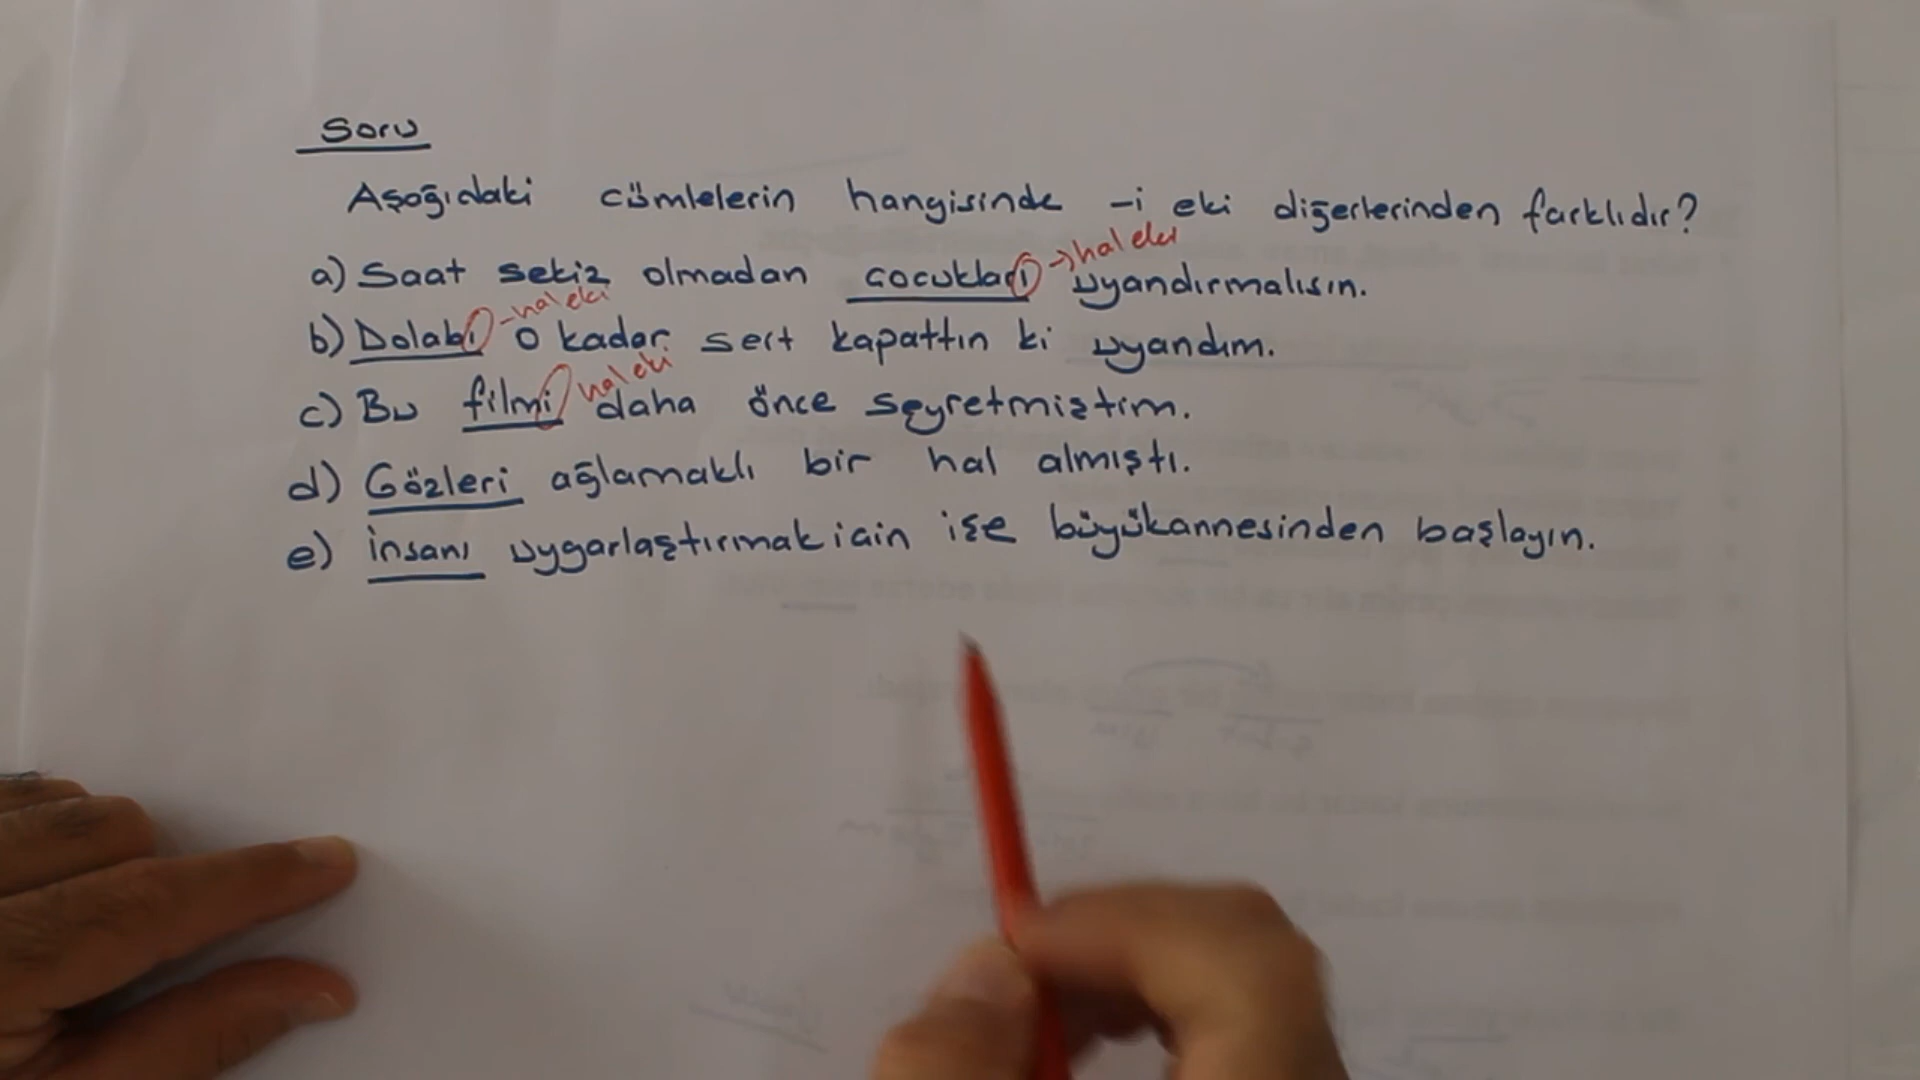 Soru
Aşağıdaki cümlelerin hangisinde -i eki diğerlerinden farklıdır?
a) Saat sekiz olmadan çocukları → hal eki uyandırmalısın.
b) Dolabı - hal eki o kadar sert kapattın ki uyandım.
c) Bu filmi hal eki daha önce seyretmiştim.
d) Gözleri ağlamaklı bir hal almıştı.
e) İnsanı uygarlaştırmak için işe büyükannesinden başlayın.